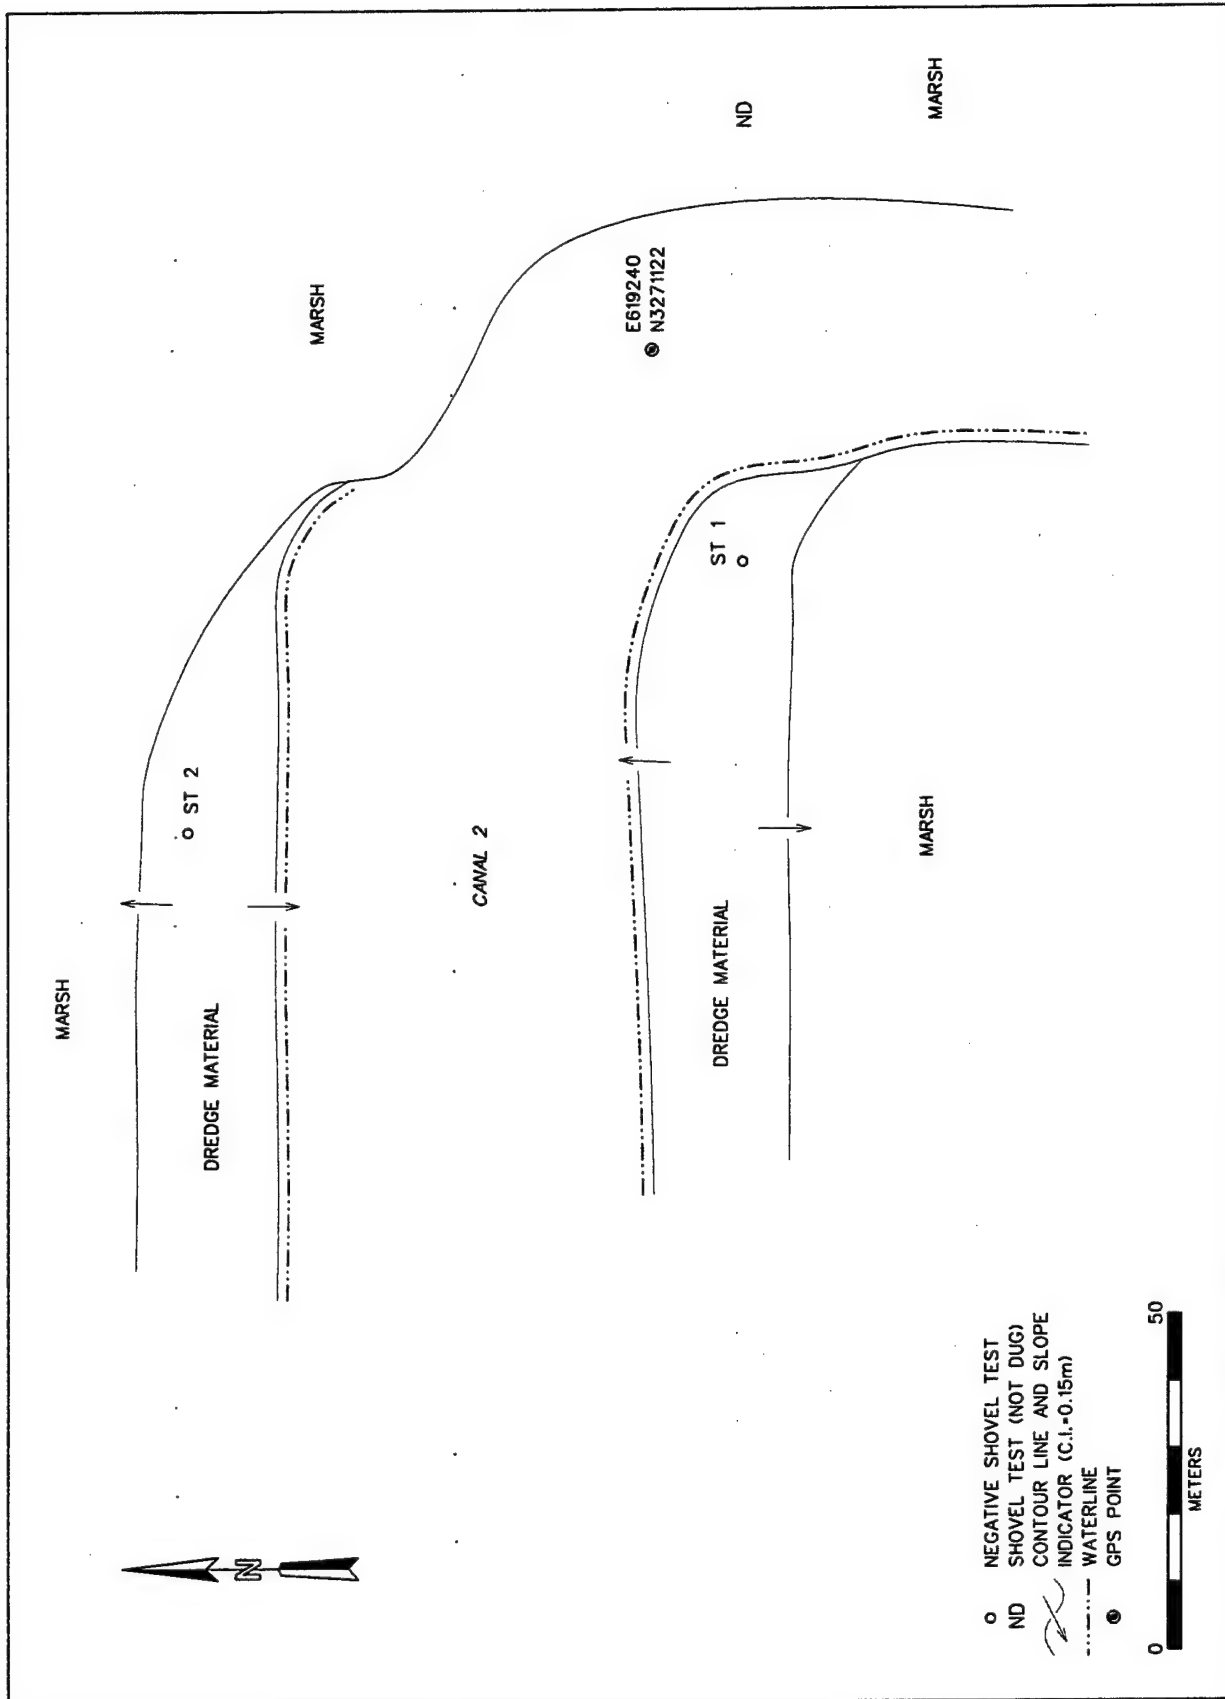 MARSH
DREDGE MATERIAL
ST 2
MARSH
CANAL 2
E619240
N3271122
ND
MARSH
ST 1
DREDGE MATERIAL
MARSH
N
NEGATIVE SHOVEL TEST
ND SHOVEL TEST (NOT DUG)
CONTOUR LINE AND SLOPE
INDICATOR (C.I.=0.15m)
WATERLINE
GPS POINT
0 50
METERS